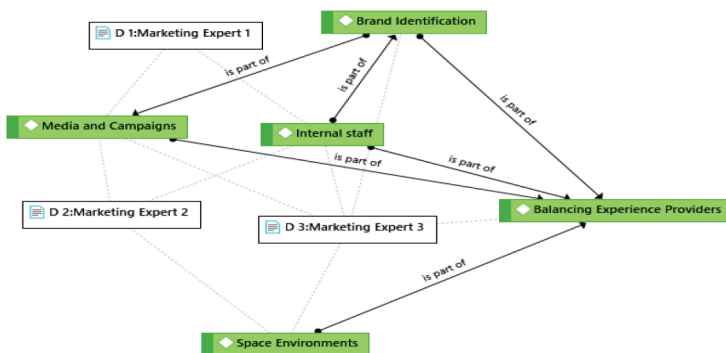 Brand Identification
D 1:Marketing Expert 1
is part of
is part of
is part of
Media and Campaigns
Internal staff
is part of
is part of
D 2:Marketing Expert 2
Balancing Experience Providers
D 3:Marketing Expert 3
is part of
Space Environments